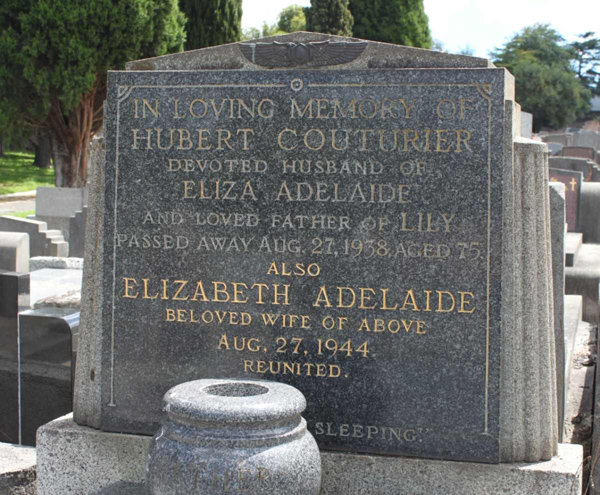 IN LOVING MEMORY OF
HUBERT COUTURIER
DEVOTED HUSBAND OF
ELIZA ADELAIDE
AND LOVED FATHER OF LILY
PASSED AWAY AUG. 27, 1938, AGED 75.
ALSO
ELIZABETH ADELAIDE
BELOVED WIFE OF ABOVE
AUG. 27, 1944.
REUNITED.
SLEEPING"